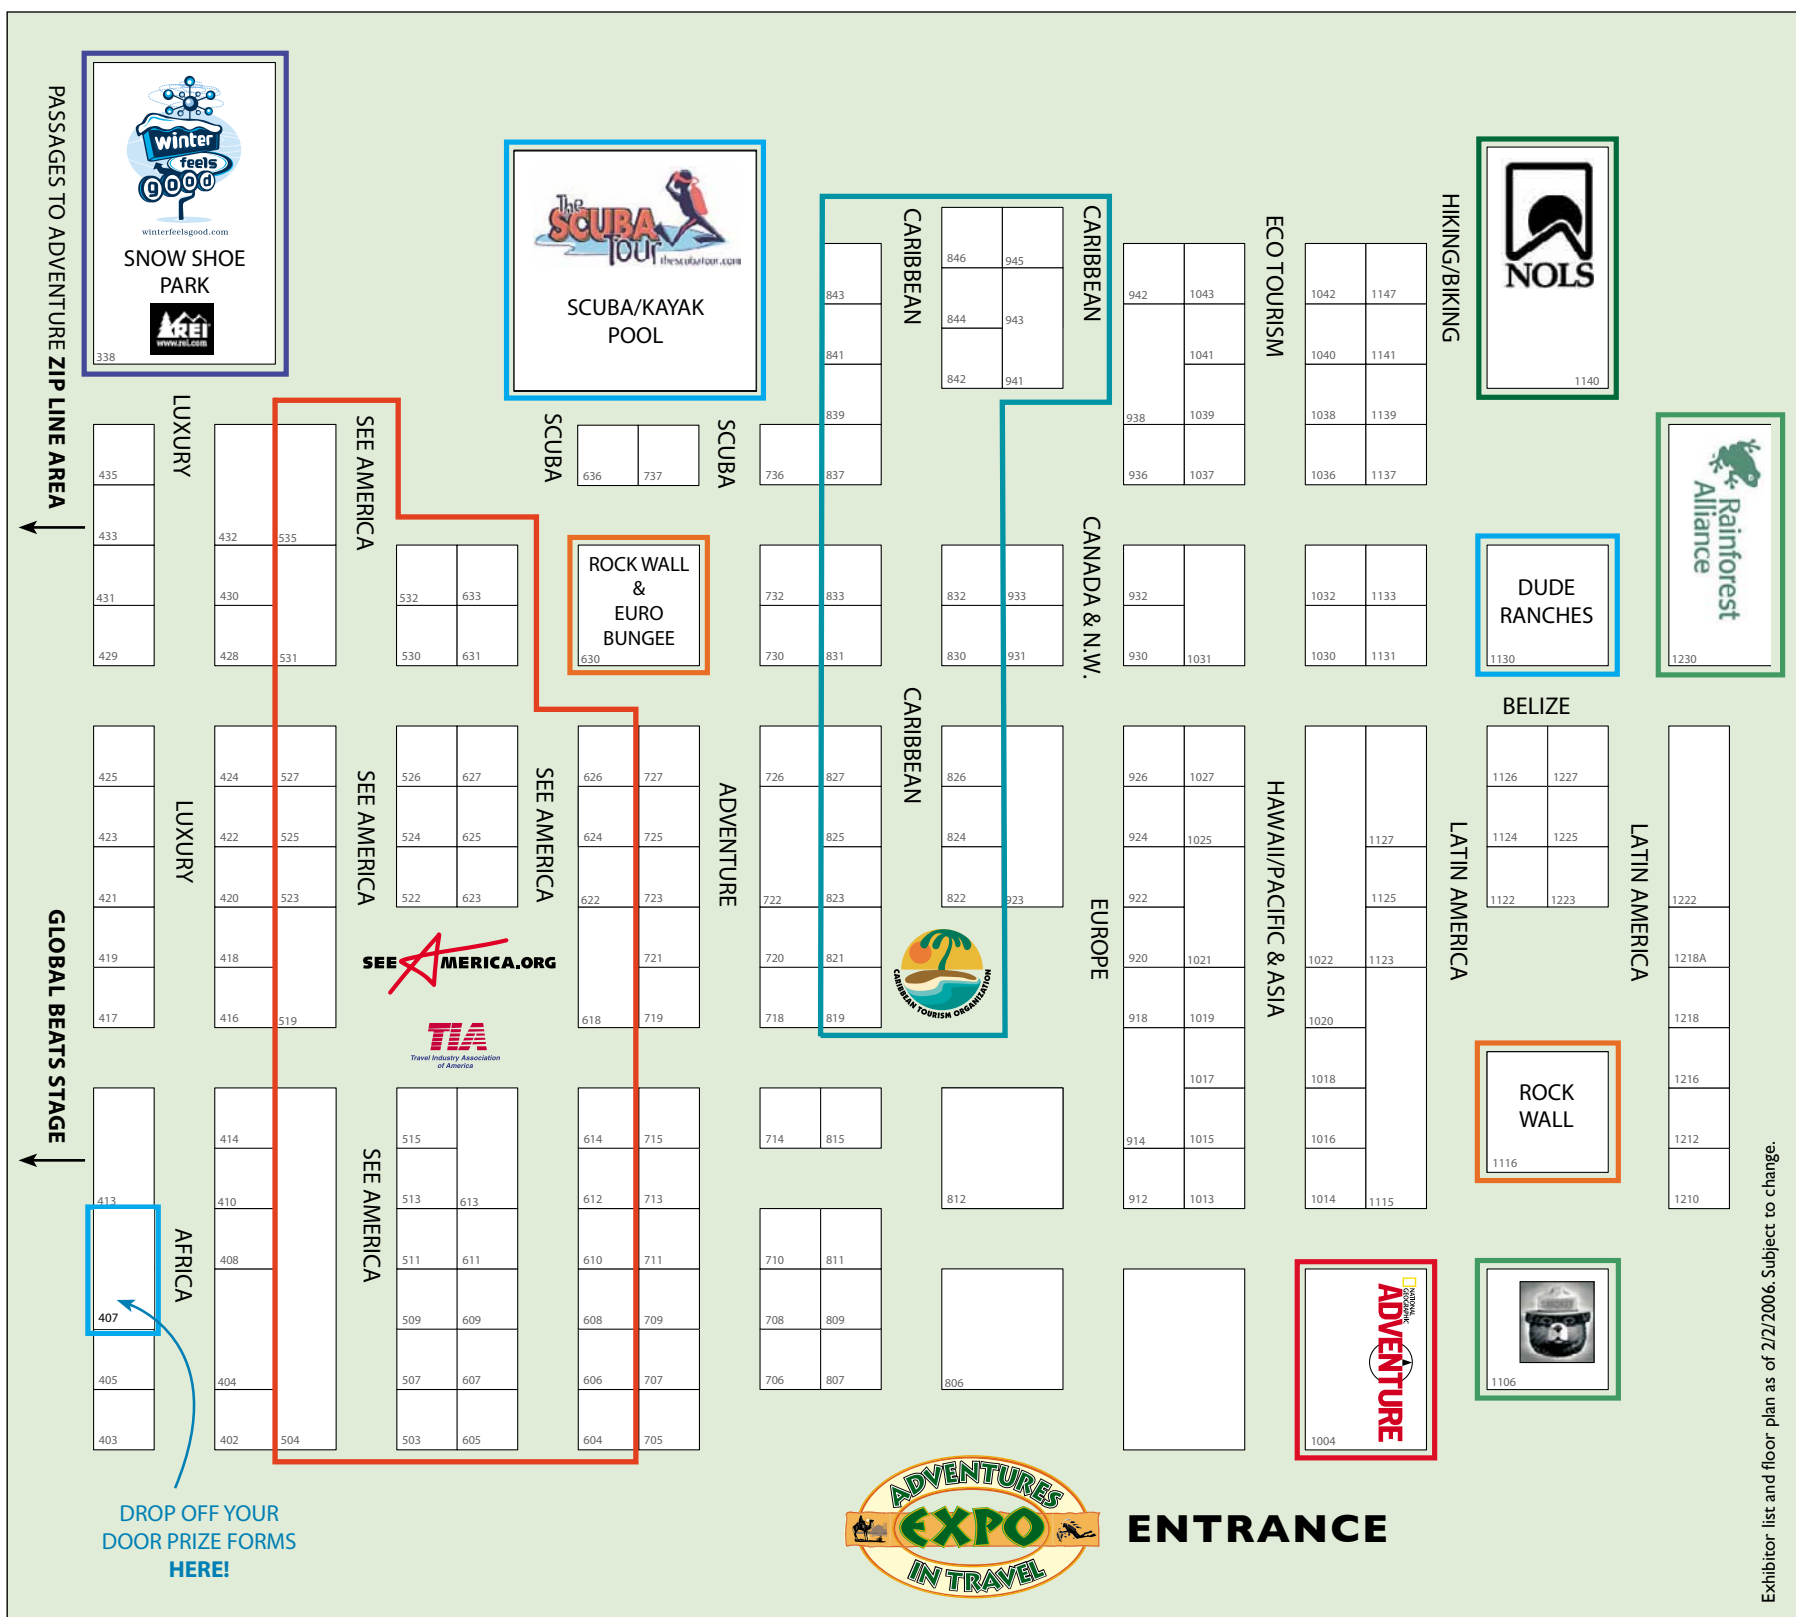 PASSAGES TO ADVENTURE ZIP LINE AREA
GLOBAL BEATS STAGE
winter
feels
good
winterfeelsgood.com
SNOW SHOE
PARK
REI
www.rei.com
338
The
SCUBA
Tour
thescubatour.com
SCUBA/KAYAK
POOL
CARIBBEAN
CARIBBEAN
846
945
844
943
842
941
843
841
839
736
837
942
1043
1041
938
1039
936
1037
ECO TOURISM
1042
1147
1040
1141
1038
1139
1036
1137
HIKING/BIKING
NOLS
1140
Rainforest
Alliance
1230
LUXURY
SEE AMERICA
SCUBA
636
737
SCUBA
435
433
431
429
432
535
430
428
531
532
633
530
631
ROCK WALL
&
EURO
BUNGEE
630
732
833
730
831
832
933
830
931
CANADA & N.W.
932
930
1031
1032
1133
1030
1131
DUDE
RANCHES
1130
BELIZE
425
423
421
419
417
LUXURY
424
527
422
525
420
523
418
416
519
SEE AMERICA
526
627
524
625
522
623
SEE AMERICA
SEE AMERICA.ORG
TIA
Travel Industry Association
of America
626
727
624
725
622
723
721
618
719
ADVENTURE
726
827
825
722
823
720
821
718
819
CARIBBEAN
826
824
822
923
CARIBBEAN TOURISM ORGANIZATION
EUROPE
926
1027
924
1025
922
920
1021
918
1019
1017
914
1015
912
1013
HAWAII/PACIFIC & ASIA
1127
1125
1022
1123
1020
1018
1016
1014
1115
LATIN AMERICA
1126
1227
1124
1225
1122
1223
LATIN AMERICA
1222
1218A
1218
1216
1212
1210
ROCK
WALL
1116
413
407
405
403
AFRICA
414
410
408
404
402
504
SEE AMERICA
515
513
613
511
611
509
609
507
607
503
605
614
715
612
713
610
711
608
709
606
707
604
705
714
815
710
811
708
809
706
807
812
806
NATIONAL
GEOGRAPHIC
ADVENTURE
1004
SMOKEY
1106
DROP OFF YOUR
DOOR PRIZE FORMS
HERE!
ADVENTURES
EXPO
IN TRAVEL
ENTRANCE
Exhibitor list and floor plan as of 2/2/2006. Subject to change.